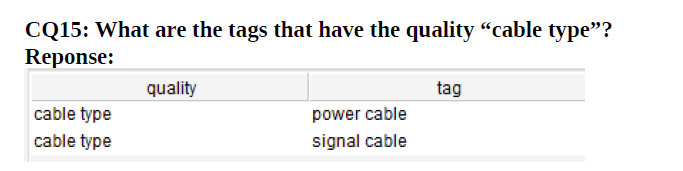 CQ15: What are the tags that have the quality “cable type”?
Reponse:
quality tag
cable type power cable
cable type signal cable